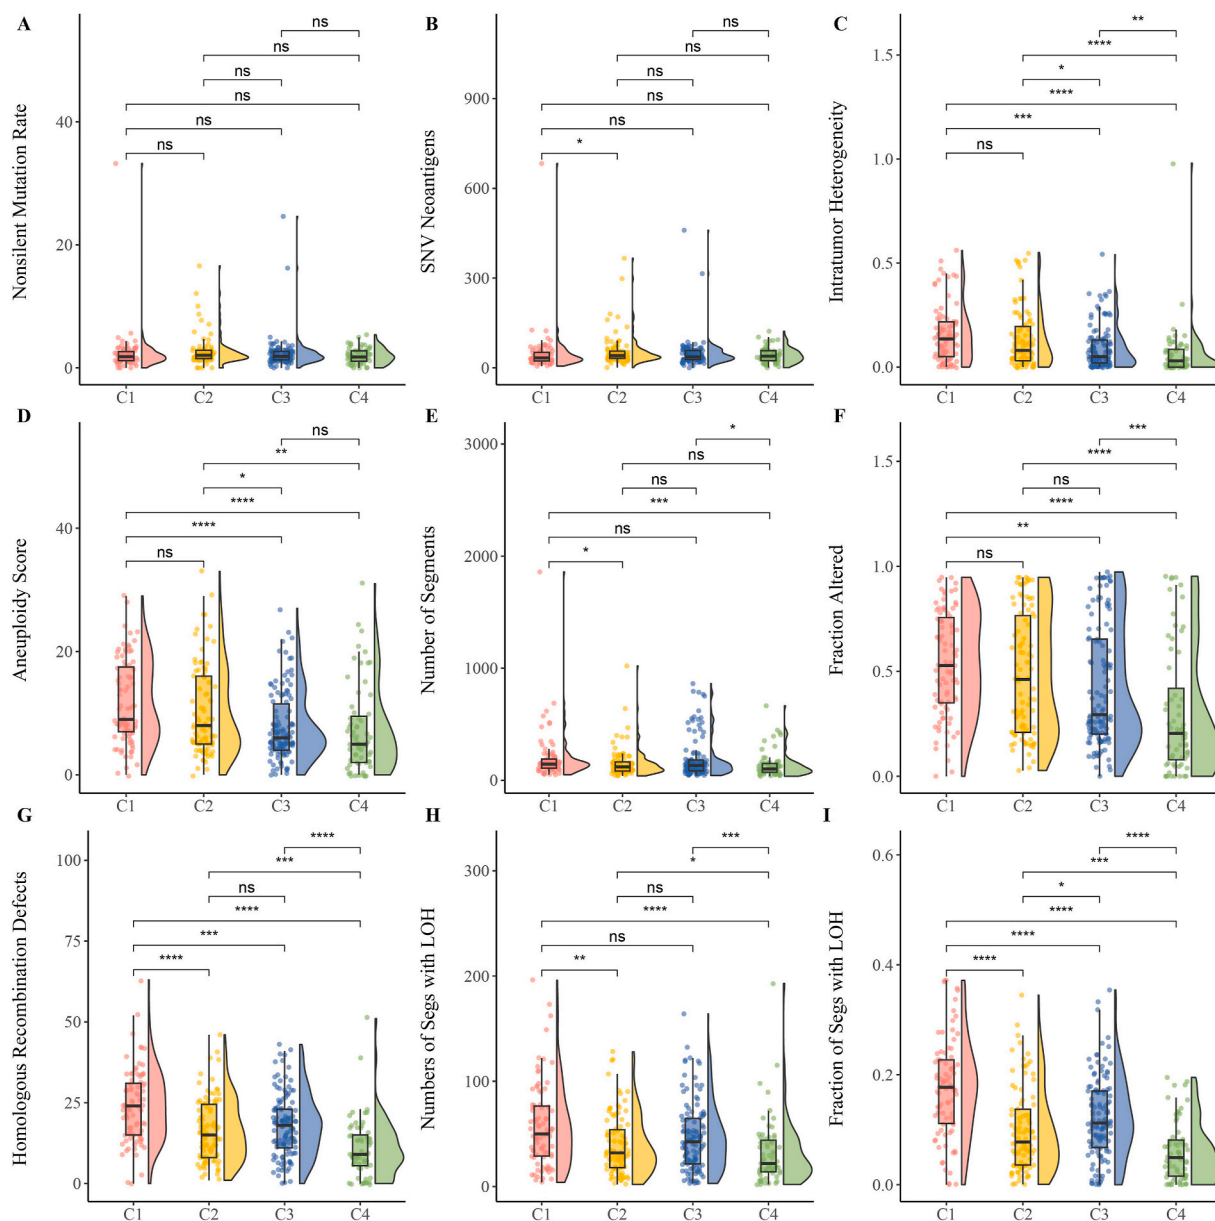 A
Nonsilent Mutation Rate
ns
ns
ns
ns
ns
ns
40
20
0
C1 C2 C3 C4
B
SNV Neoantigens
ns
ns
ns
ns
ns
*
900
600
300
0
C1 C2 C3 C4
C
Intratumor Heterogeneity
**
****
*
****
***
ns
1.5
1.0
0.5
0.0
C1 C2 C3 C4
D
Aneuploidy Score
ns
**
*
****
****
ns
40
20
0
C1 C2 C3 C4
E
Number of Segments
*
ns
ns
***
ns
*
3000
2000
1000
0
C1 C2 C3 C4
F
Fraction Altered
***
****
ns
****
**
ns
1.5
1.0
0.5
0.0
C1 C2 C3 C4
G
Homologous Recombination Defects
****
***
ns
****
***
****
100
75
50
25
0
C1 C2 C3 C4
H
Numbers of Segs with LOH
***
*
ns
****
ns
**
300
200
100
0
C1 C2 C3 C4
I
Fraction of Segs with LOH
****
***
*
****
****
****
0.6
0.4
0.2
0.0
C1 C2 C3 C4